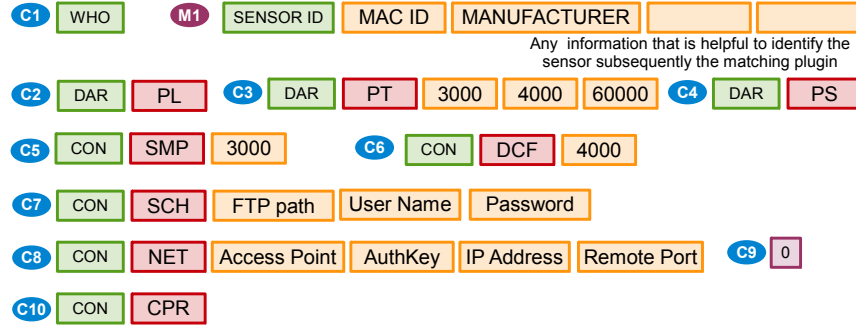 C1 WHO M1 SENSOR ID MAC ID MANUFACTURER
Any information that is helpful to identify the
sensor subsequently the matching plugin
C2 DAR PL C3 DAR PT 3000 4000 60000 C4 DAR PS
C5 CON SMP 3000 C6 CON DCF 4000
C7 CON SCH FTP path User Name Password
C8 CON NET Access Point AuthKey IP Address Remote Port C9 0
C10 CON CPR